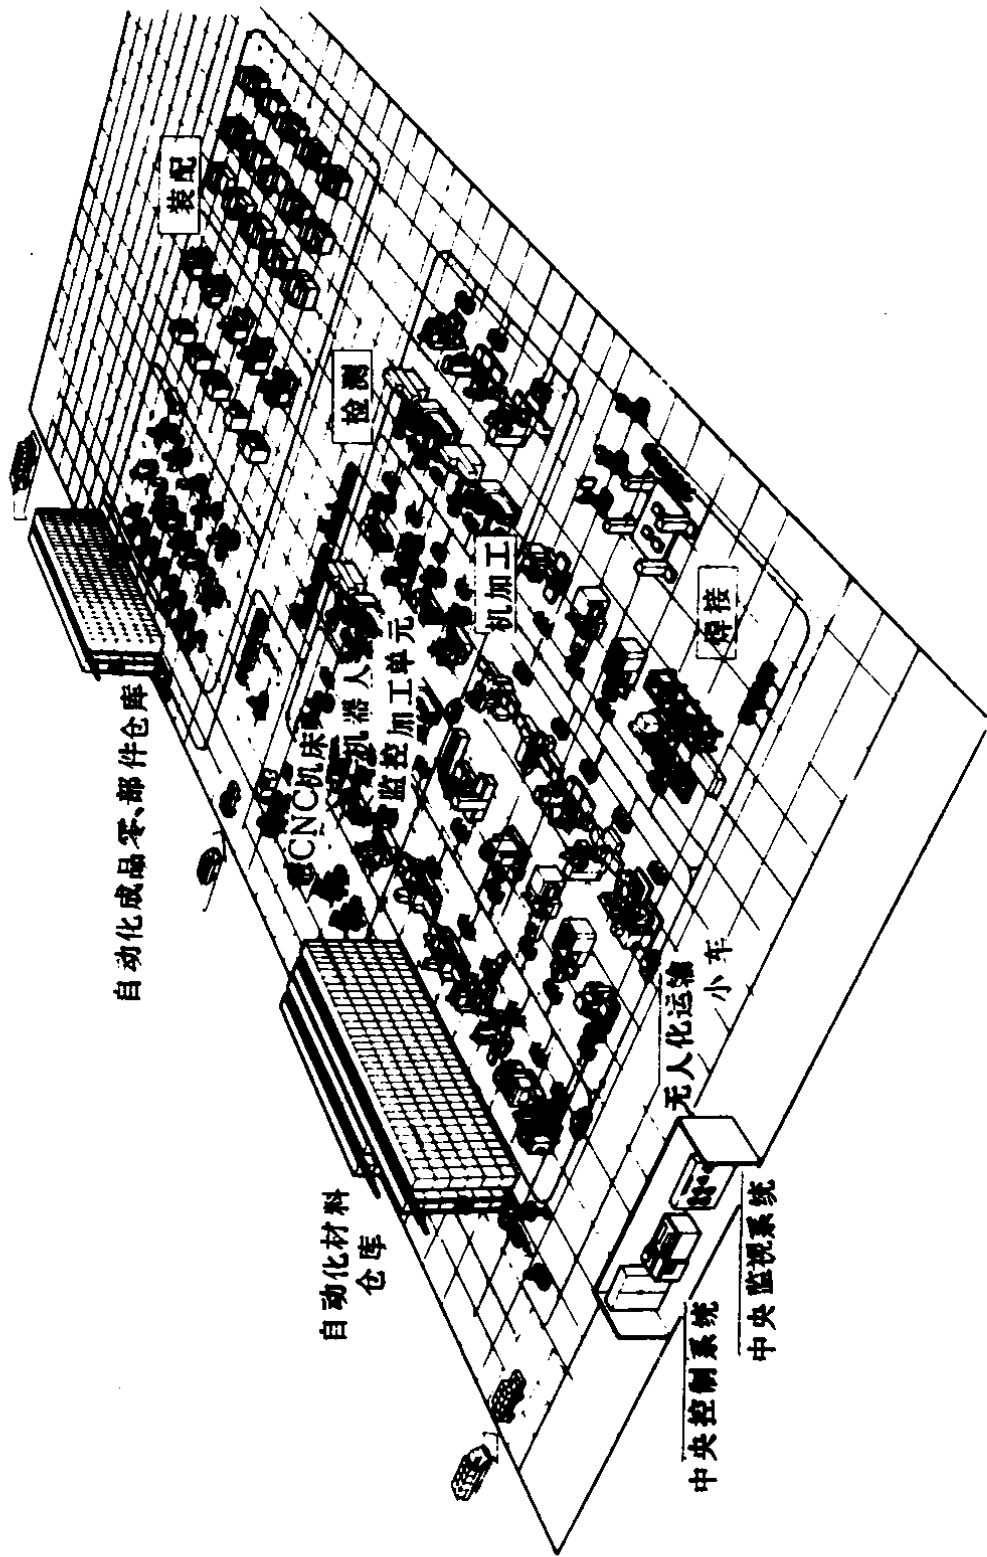 自动化成品零、部件仓库
装配
检测
自动化材料
仓库
CNC机床
机器人
监控加工单元
机加工
焊接
无人化运输
小车
中央控制系统
中央监视系统